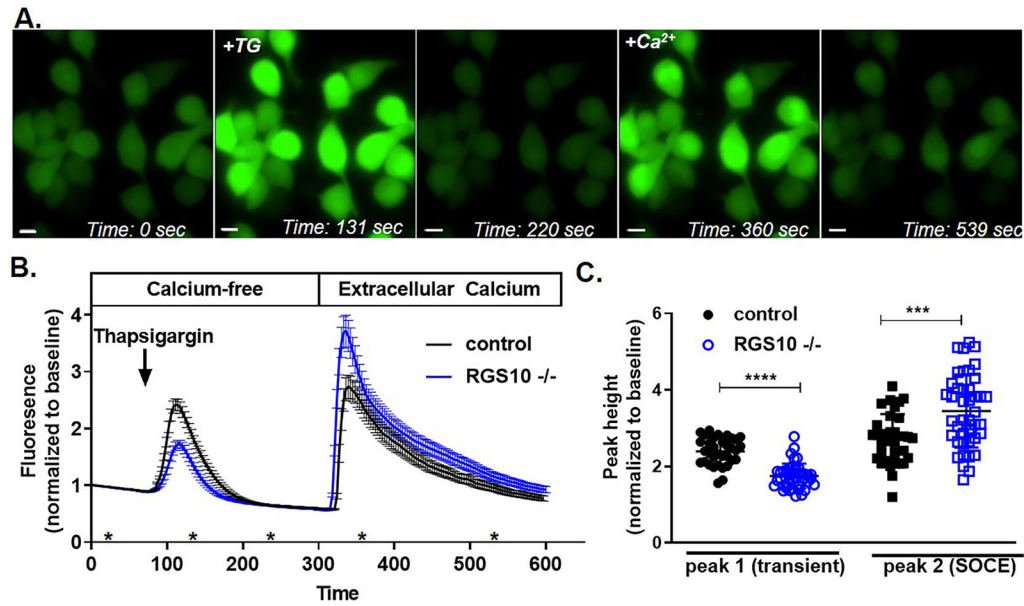 A.
+TG
+Ca²⁺
Time: 0 sec
Time: 131 sec
Time: 220 sec
Time: 360 sec
Time: 539 sec
B.
Calcium-free
Extracellular Calcium
Thapsigargin
control
RGS10 -/-
Fluoresence
(normalized to baseline)
4
3
2
1
0
* * * * *
0 100 200 300 400 500 600
Time
C.
control
RGS10 -/-
***
****
Peak height
(normalized to baseline)
6
4
2
0
peak 1 (transient)
peak 2 (SOCE)